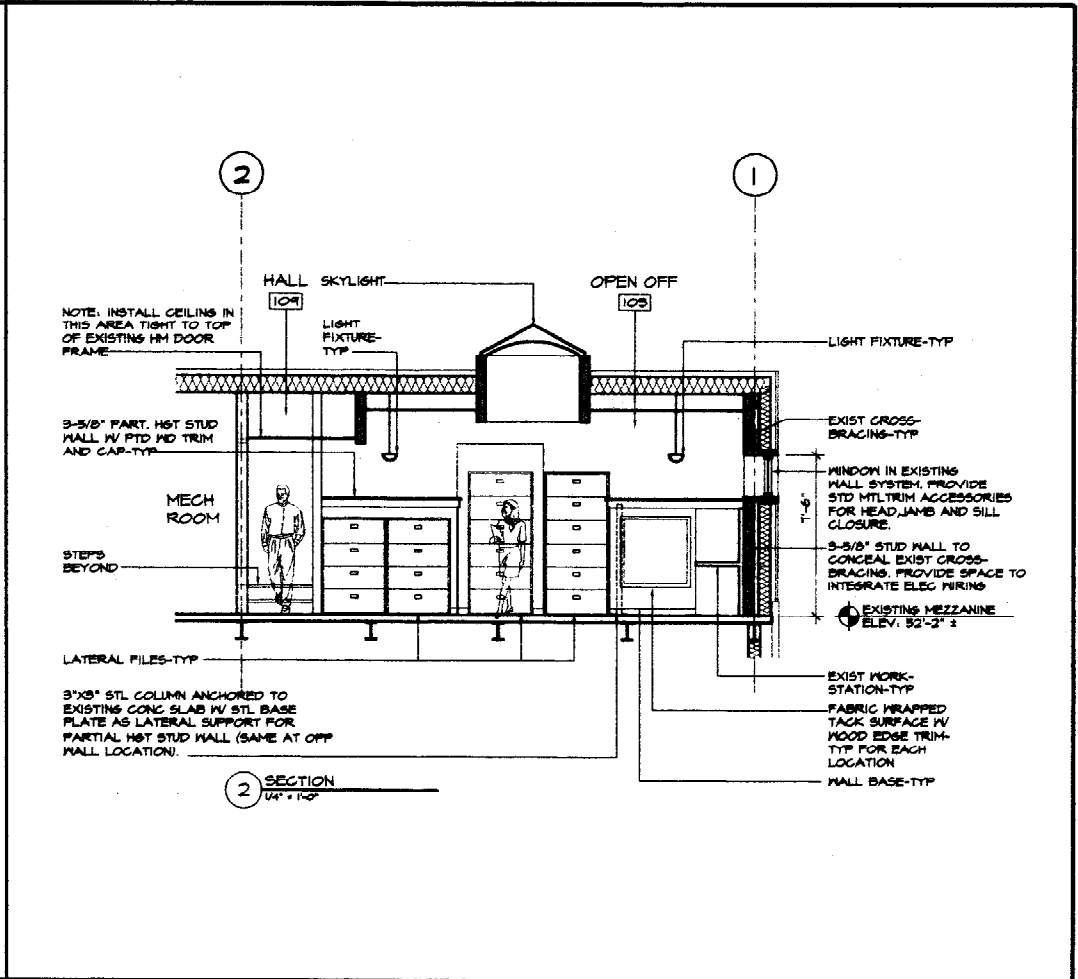 2
1
HALL
109
SKYLIGHT
OPEN OFF
NOTE: INSTALL CEILING IN
THIS AREA TIGHT TO TOP
OF EXISTING HM DOOR
FRAME
LIGHT
FIXTURE-
TYP
LIGHT FIXTURE-TYP
3-5/8" PART. HGT STUD
WALL W/ PTD WD TRIM
AND CAP-TYP
EXIST CROSS-
BRACING-TYP
MECH
ROOM
WINDOW IN EXISTING
WALL SYSTEM. PROVIDE
STD MTL TRIM ACCESSORIES
FOR HEAD, JAMB AND SILL
CLOSURE.
7'-6"
STEPS
BEYOND
3-5/8" STUD WALL TO
CONCEAL EXIST CROSS-
BRACING. PROVIDE SPACE TO
INTEGRATE ELEC WIRING
EXISTING MEZZANINE
ELEV: 52'-2" ±
LATERAL FILES-TYP
3"X3" STL COLUMN ANCHORED TO
EXISTING CONC SLAB W/ STL BASE
PLATE AS LATERAL SUPPORT FOR
PARTIAL HGT STUD WALL (SAME AT OPP
WALL LOCATION).
EXIST WORK-
STATION-TYP
FABRIC WRAPPED
TACK SURFACE W/
WOOD EDGE TRIM-
TYP FOR EACH
LOCATION
WALL BASE-TYP
2
SECTION
1/4" = 1'-0"